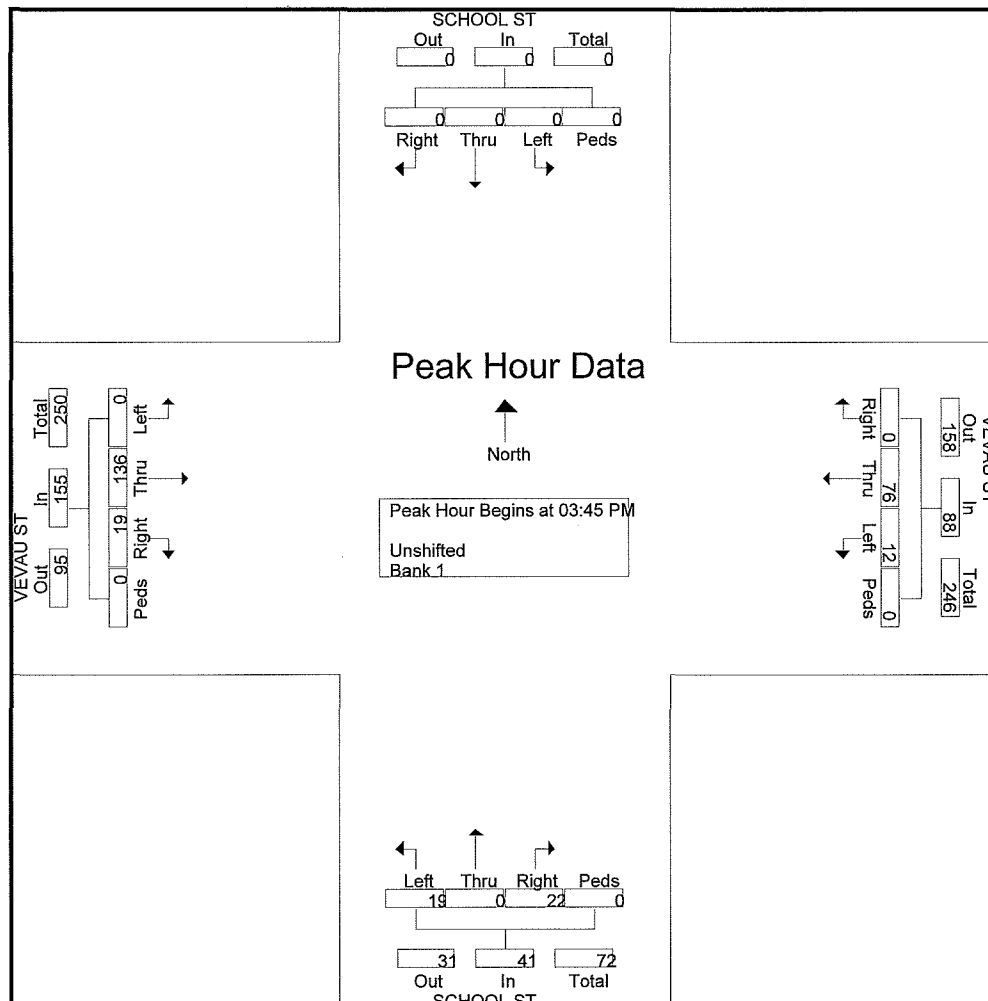 SCHOOL ST
Out In Total
0 0 0
0 0 0 0
Right Thru Left Peds
Peak Hour Data
North
Peak Hour Begins at 03:45 PM
Unshifted
Bank 1
VEVAU ST
Out In Total
95 155 250
0 19 136 0
Peds Right Thru Left
VEVAU ST
Out In Total
158 88 246
0 76 12 0
Right Thru Left Peds
Left Thru Right Peds
19 0 22 0
31 41 72
Out In Total
SCHOOL ST